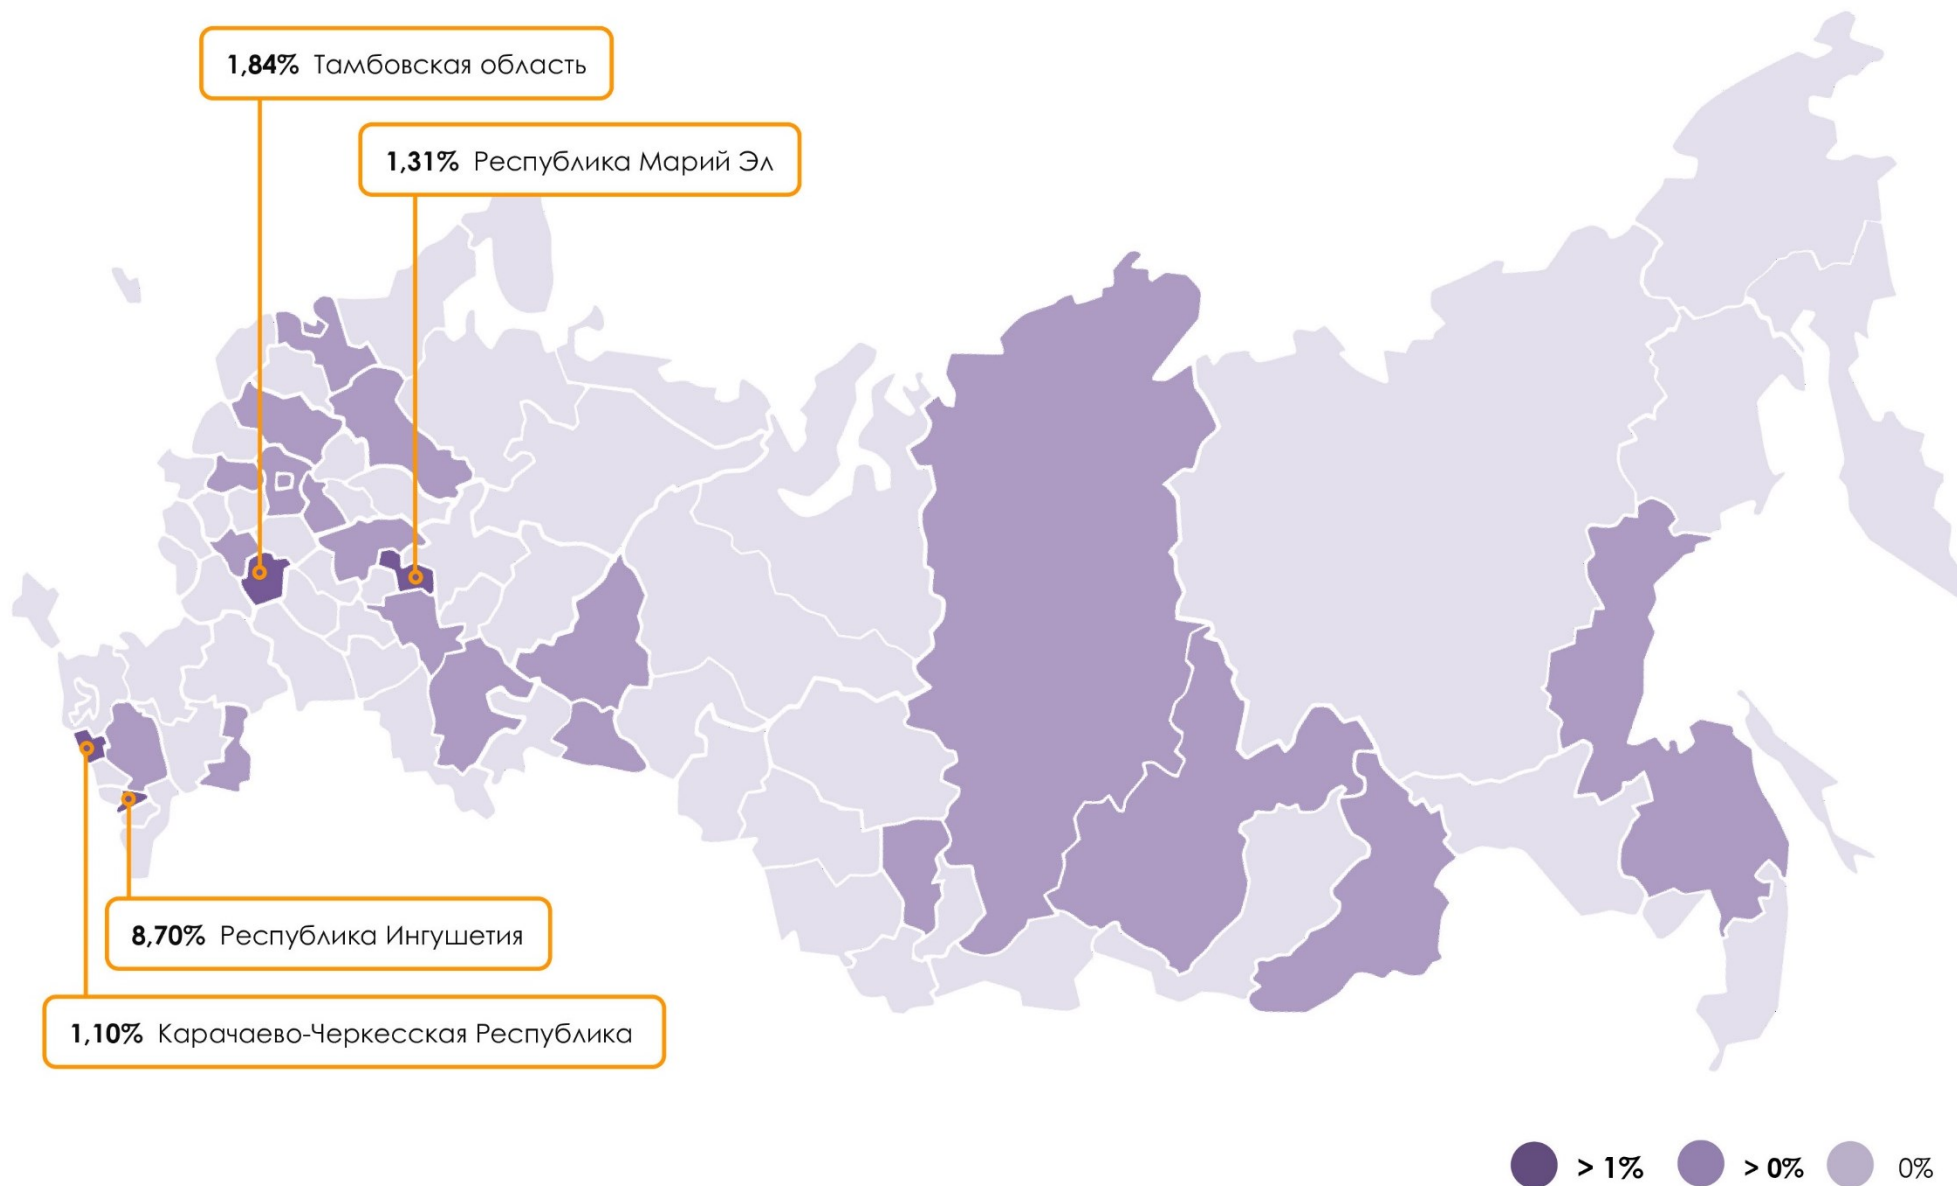 1,84% Тамбовская область
1,31% Республика Марий Эл
8,70% Республика Ингушетия
1,10% Карачаево-Черкесская Республика
> 1% > 0% 0%